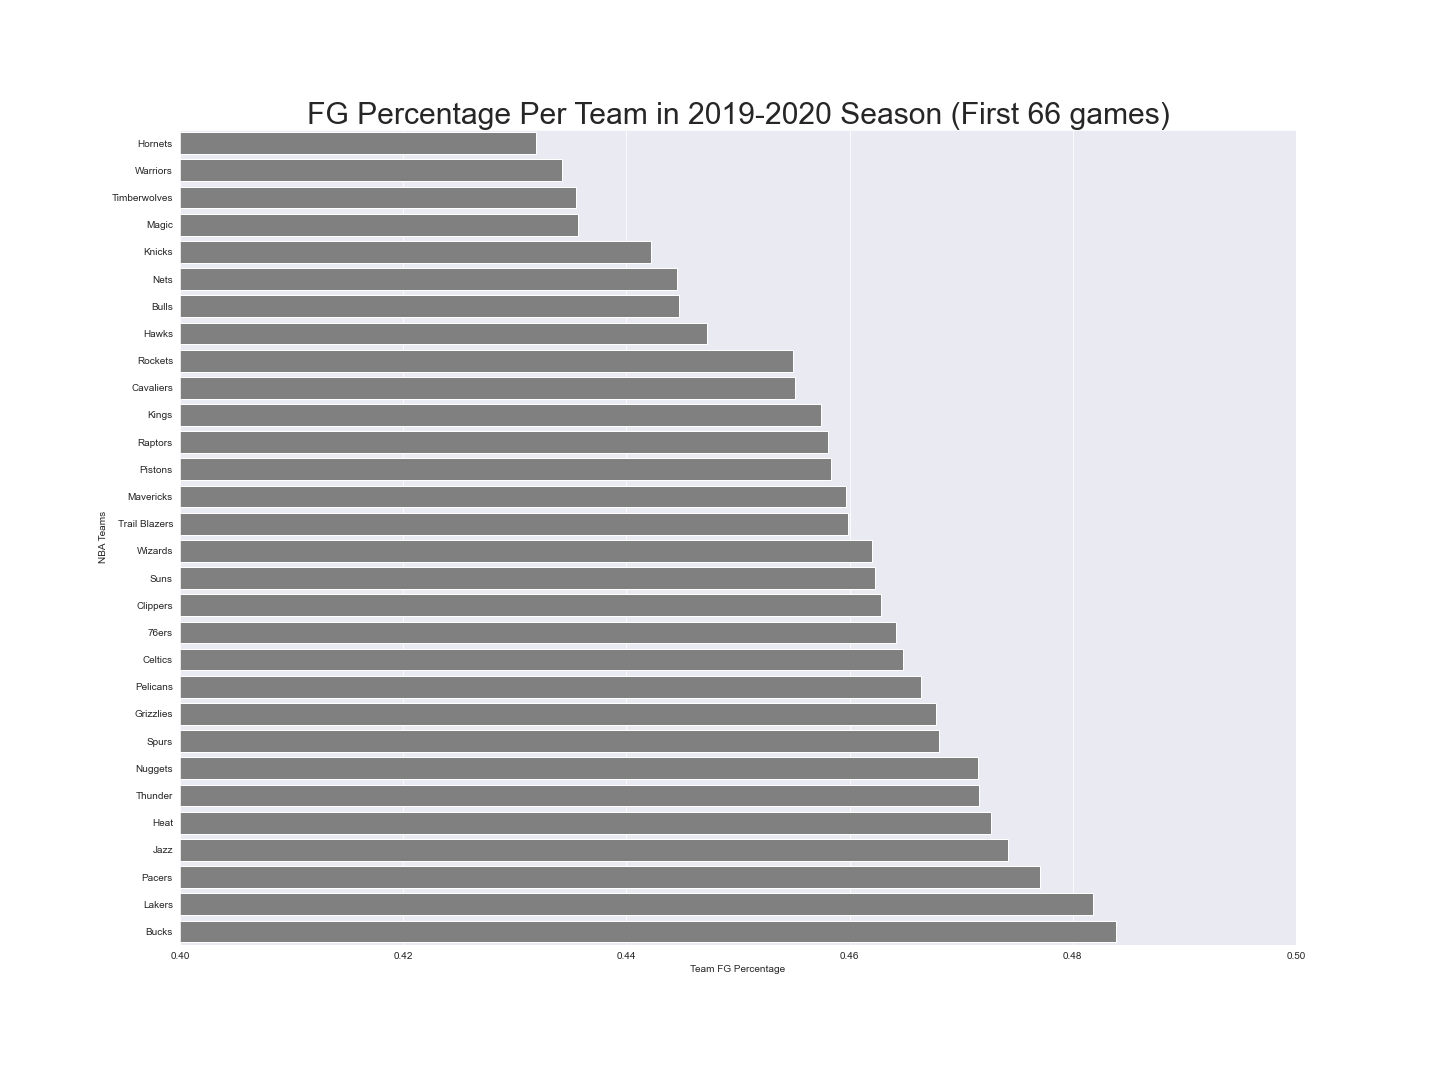 FG Percentage Per Team in 2019-2020 Season (First 66 games)
Hornets
Warriors
Timberwolves
Magic
Knicks
Nets
Bulls
Hawks
Rockets
Cavaliers
Kings
Raptors
Pistons
Mavericks
Trail Blazers
Wizards
Suns
Clippers
76ers
Celtics
Pelicans
Grizzlies
Spurs
Nuggets
Thunder
Heat
Jazz
Pacers
Lakers
Bucks
NBA Teams
0.40 0.42 0.44 0.46 0.48 0.50
Team FG Percentage